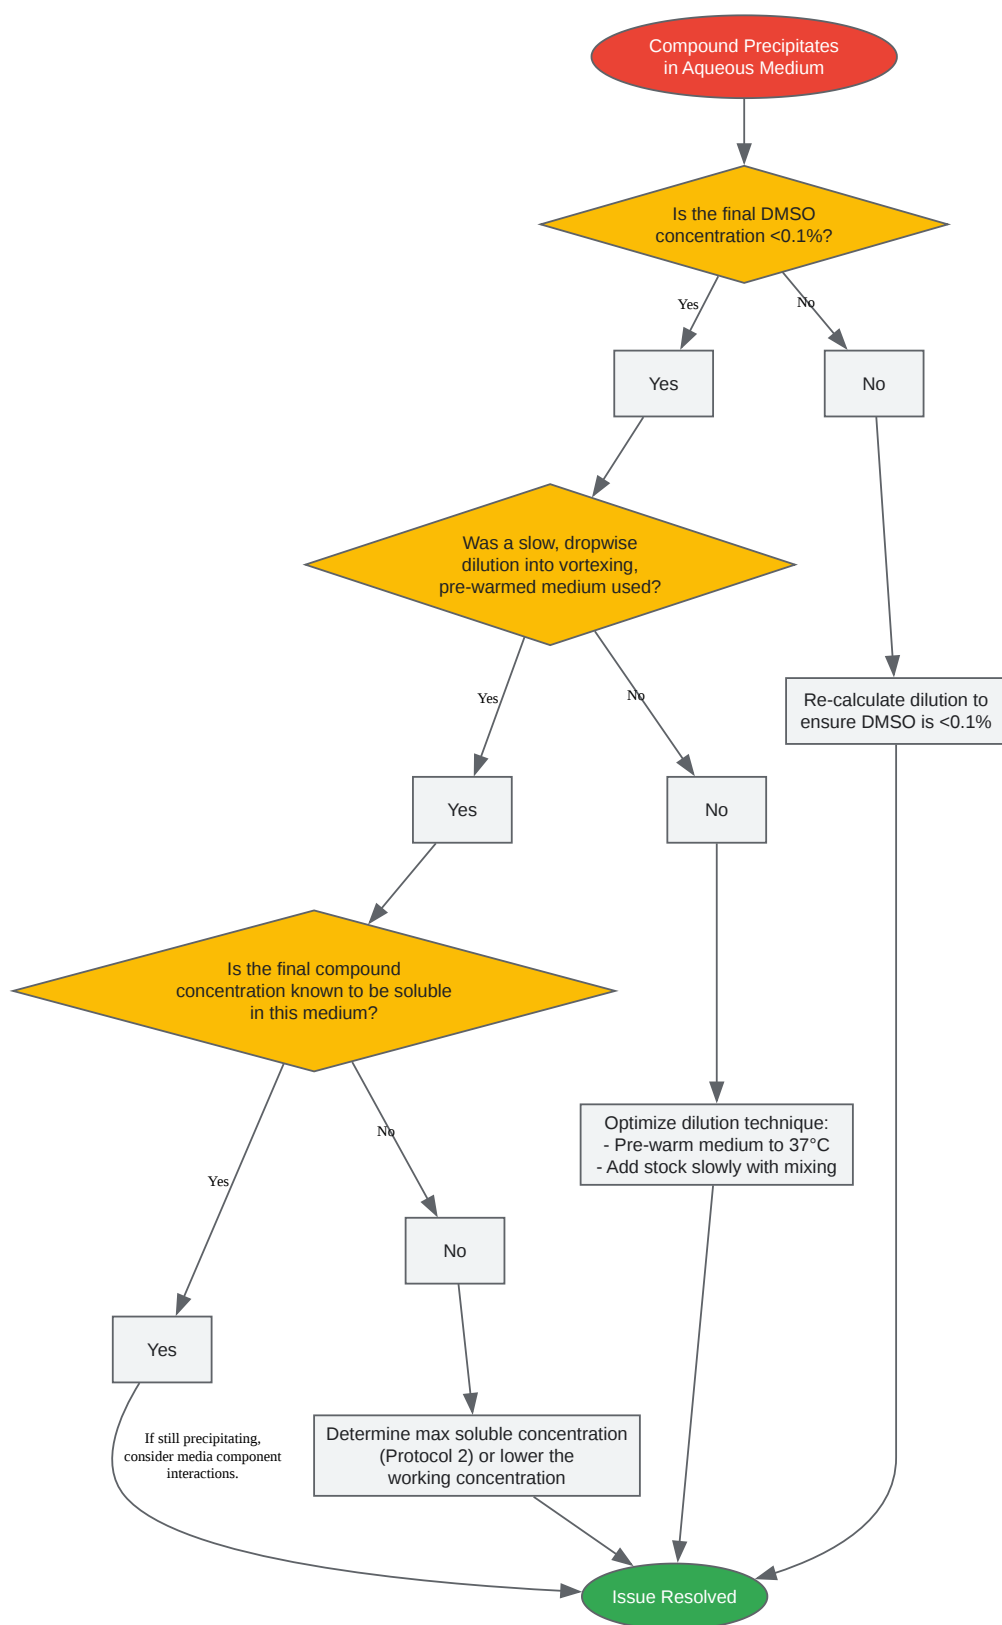 Compound Precipitates
in Aqueous Medium
Is the final DMSO
concentration <0.1%?
Yes
No
Yes
No
Was a slow, dropwise
dilution into vortexing,
pre-warmed medium used?
Re-calculate dilution to
ensure DMSO is <0.1%
Yes
No
Yes
No
Is the final compound
concentration known to be soluble
in this medium?
Optimize dilution technique:
- Pre-warm medium to 37°C
- Add stock slowly with mixing
Yes
No
No
Yes
If still precipitating,
consider media component
interactions.
Determine max soluble concentration
(Protocol 2) or lower the
working concentration
Issue Resolved